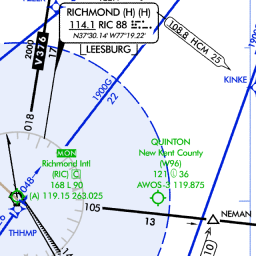 RICHMOND (H) (H)
114.1 RIC 88
N37°30.14' W77°19.22'
LEESBURG
108.8 HCM 25
KINKE
V376
2000
1900G
22
018
QUINTON
New Kent County
(W96)
121 36
AWOS-3 119.875
MON
Richmond Intl
(RIC) C
168 L 90
(A) 119.15 263.025
048
105
13
NEMAN
THHMP
10